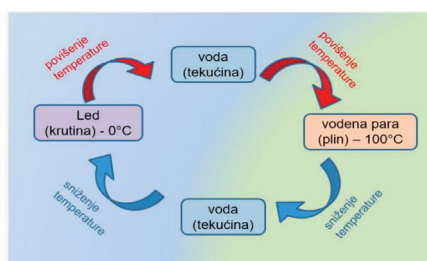 povišenje
temperature
voda
(tekućina)
povišenje
temperature
Led
(krutina) - 0°C
vodena para
(plin) – 100°C
sniženje
temperature
voda
(tekućina)
sniženje
temperature